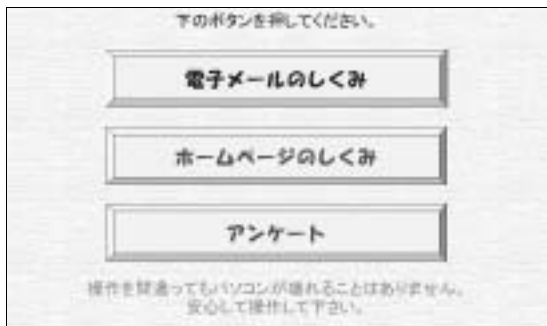 下のボタンを押してください。
電子メールのしくみ
ホームページのしくみ
アンケート
操作を間違ってもパソコンが壊れることはありません。
安心して操作して下さい。